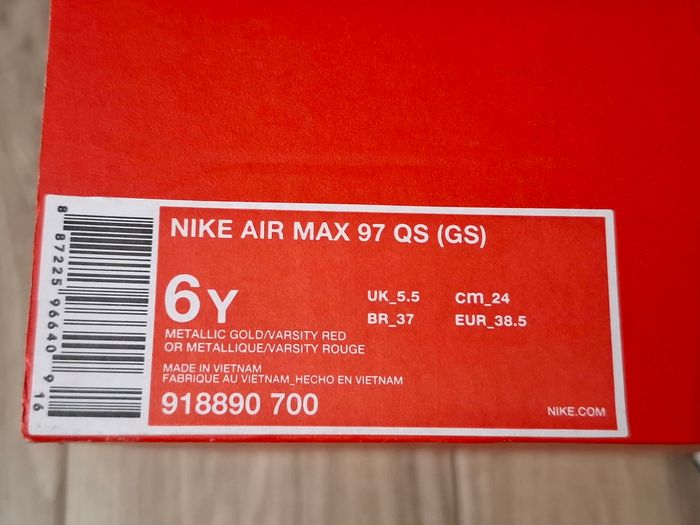 NIKE AIR MAX 97 QS (GS)
6Y
UK_5.5 cm_24
BR_37 EUR_38.5
METALLIC GOLD/VARSITY RED
OR METALLIQUE/VARSITY ROUGE
MADE IN VIETNAM
FABRIQUE AU VIETNAM_HECHO EN VIETNAM
918890 700
NIKE.COM
8 87225 96640 9 16